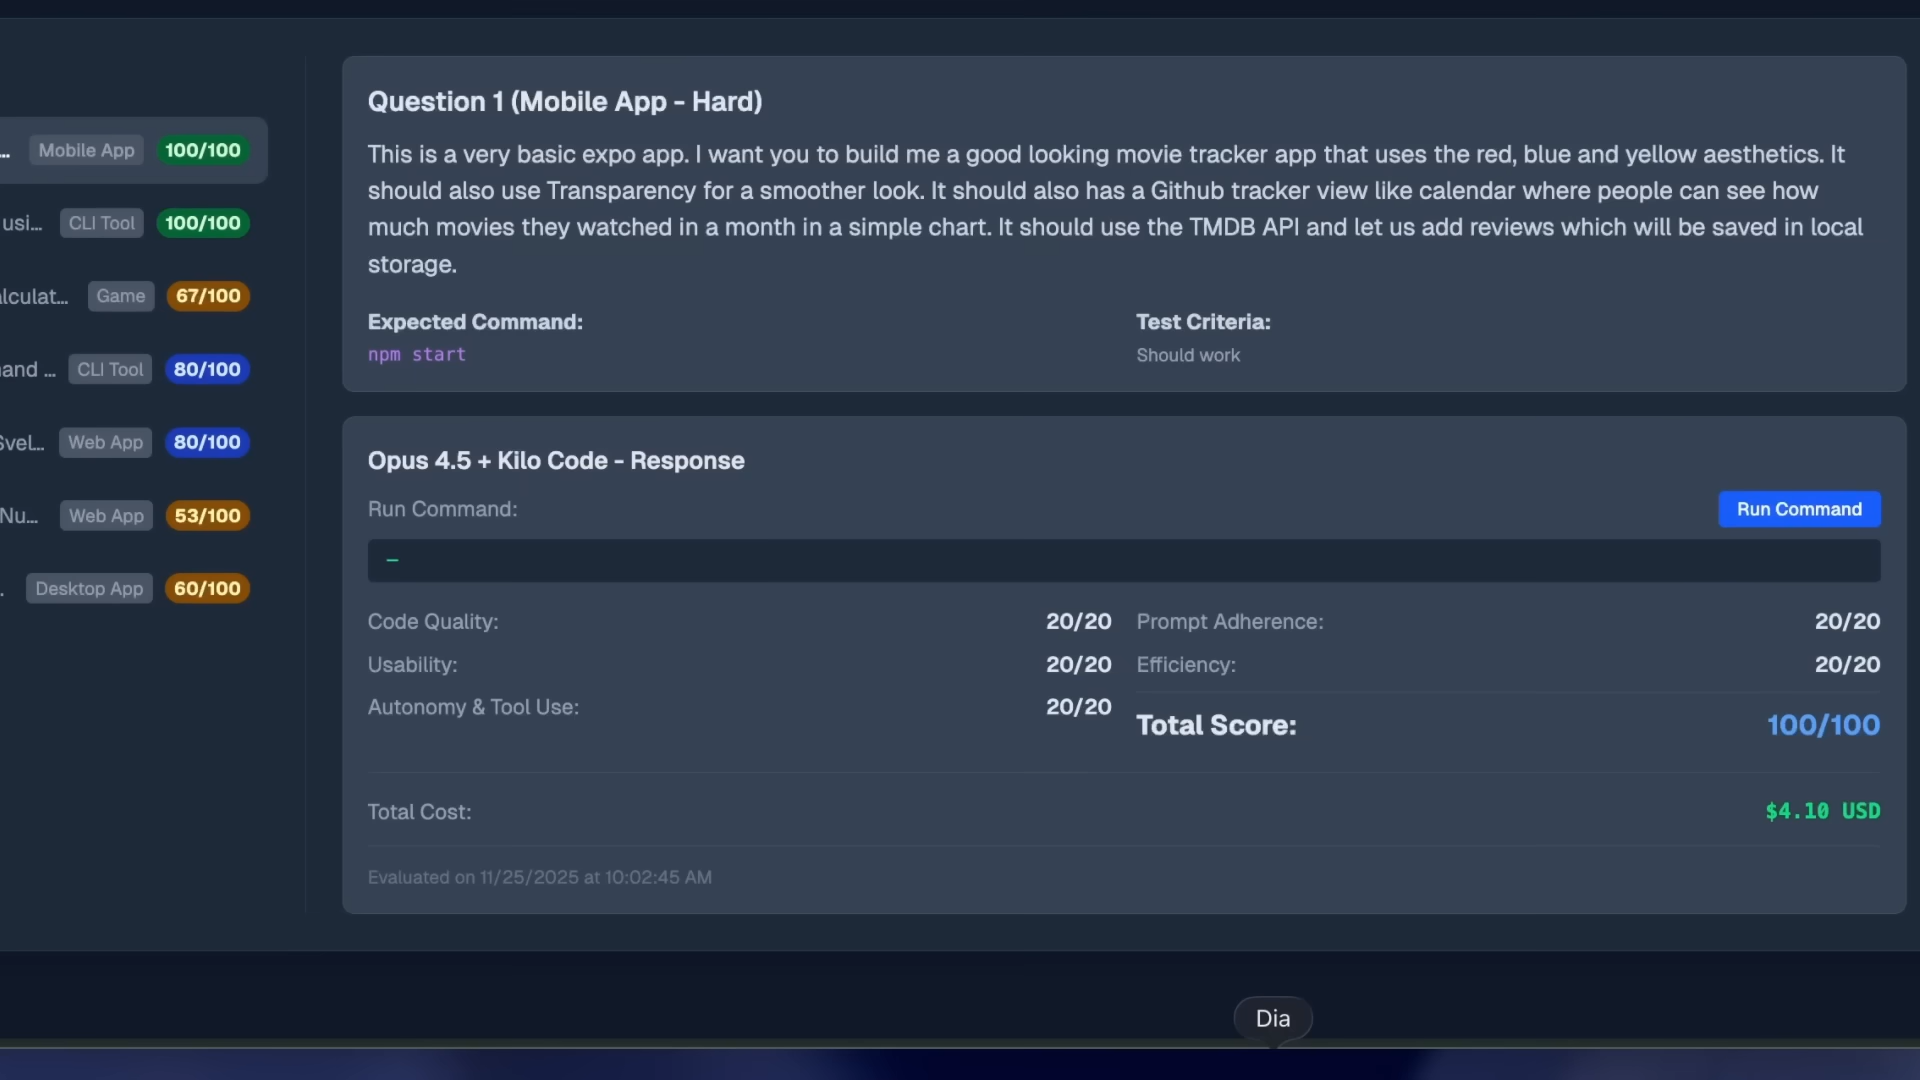 ... Mobile App 100/100
usi... CLI Tool 100/100
lculat... Game 67/100
and ... CLI Tool 80/100
Svel... Web App 80/100
Nu... Web App 53/100
. Desktop App 60/100
Question 1 (Mobile App - Hard)
This is a very basic expo app. I want you to build me a good looking movie tracker app that uses the red, blue and yellow aesthetics. It
should also use Transparency for a smoother look. It should also has a Github tracker view like calendar where people can see how
much movies they watched in a month in a simple chart. It should use the TMDB API and let us add reviews which will be saved in local
storage.
Expected Command:
npm start
Test Criteria:
Should work
Opus 4.5 + Kilo Code - Response
Run Command:
Run Command
–
Code Quality: 20/20
Prompt Adherence: 20/20
Usability: 20/20
Efficiency: 20/20
Autonomy & Tool Use: 20/20
Total Score: 100/100
Total Cost: $4.10 USD
Evaluated on 11/25/2025 at 10:02:45 AM
Dia